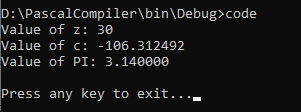 D:\PascalCompiler\bin\Debug>code
Value of z: 30
Value of c: -106.312492
Value of PI: 3.140000
Press any key to exit...